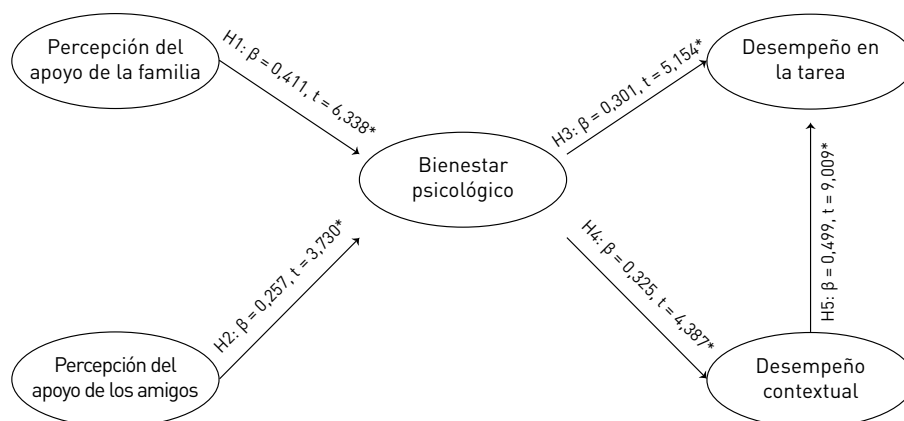 Percepción del
apoyo de la familia
H1: β = 0,411, t = 6,338*
Desempeño en
la tarea
H3: β = 0,301, t = 5,154*
Bienestar
psicológico
H2: β = 0,257, t = 3,730*
H4: β = 0,325, t = 4,387*
H5: β = 0,499, t = 9,009*
Percepción del
apoyo de los amigos
Desempeño
contextual